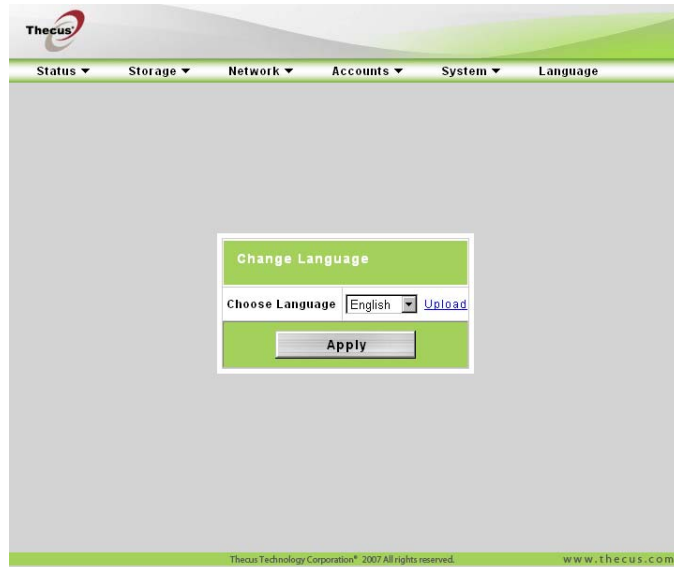 Thecus
Status Storage Network Accounts System Language
Change Language
Choose Language English Upload
Apply
Thecus Technology Corporation® 2007 All rights reserved. www.thecus.com